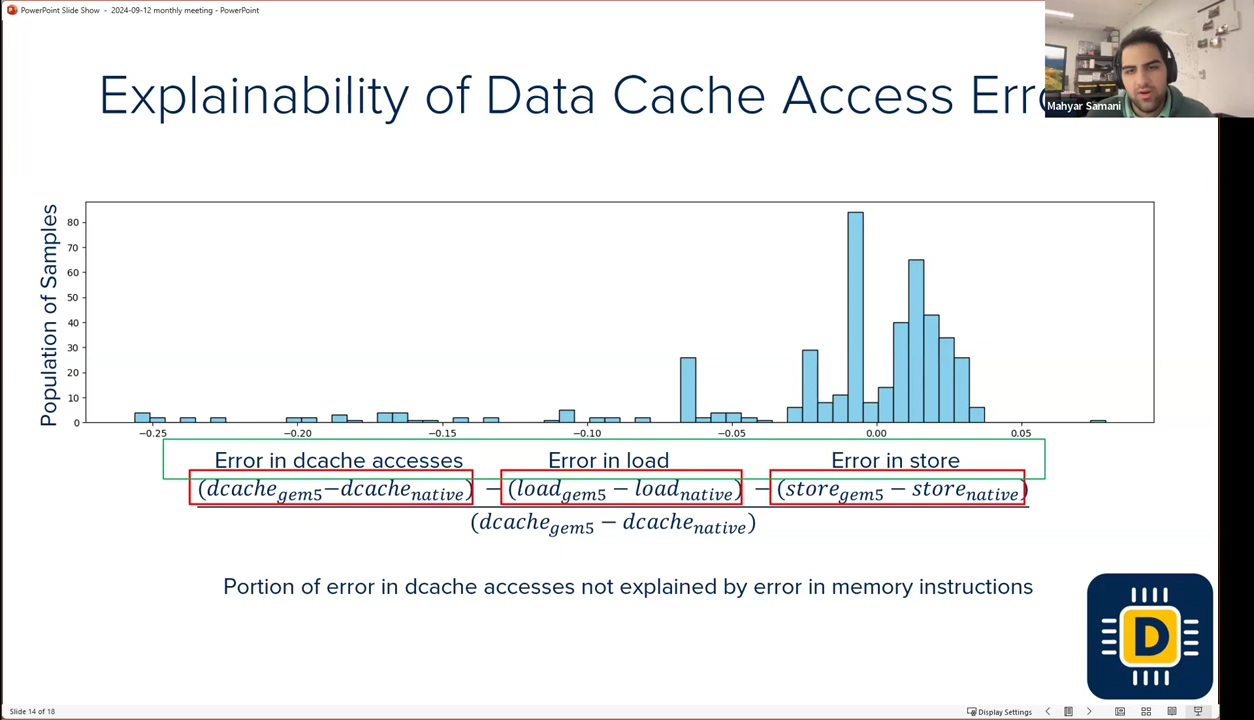 PowerPoint Slide Show - 2024-09-12 monthly meeting - PowerPoint
Explainability of Data Cache Access Erro
Mahyar Samani
Population of Samples
80
70
60
50
40
30
20
10
0
−0.25 −0.20 −0.15 −0.10 −0.05 0.00 0.05
Error in dcache accesses Error in load Error in store
(dcache_gem5−dcache_native) − (load_gem5 − load_native) − (store_gem5 − store_native)
(dcache_gem5 − dcache_native)
Portion of error in dcache accesses not explained by error in memory instructions
D
Slide 14 of 18
Display Settings